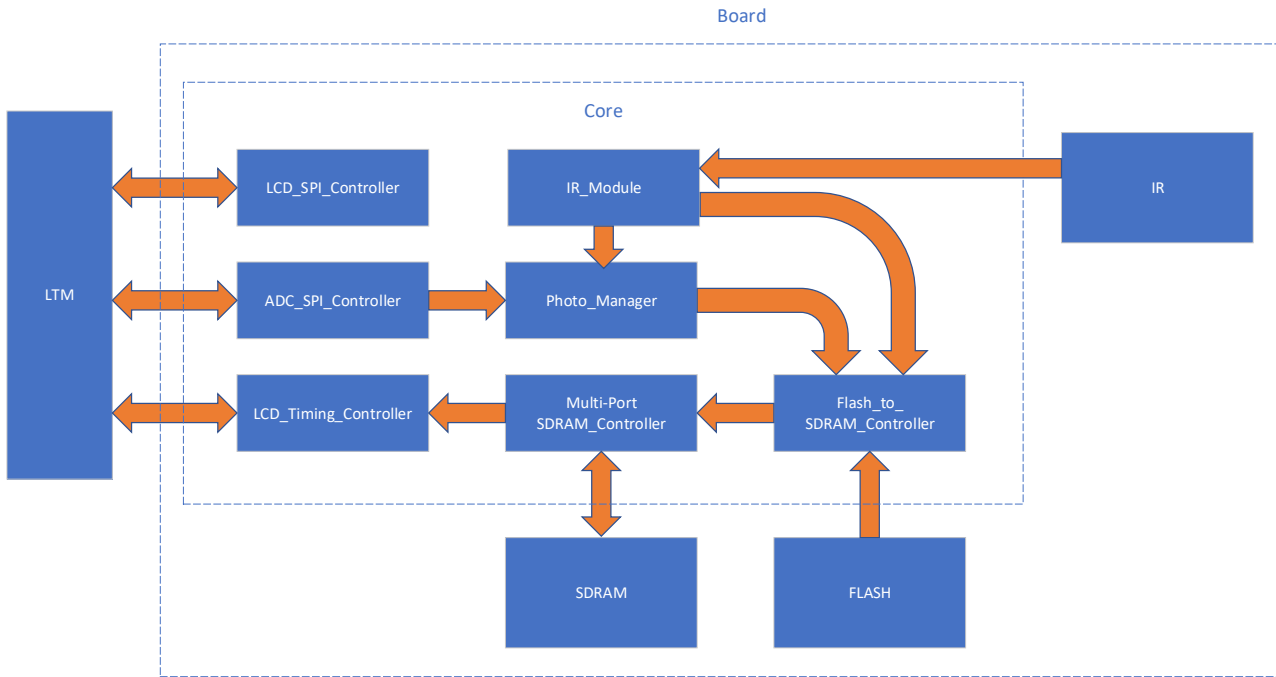 Board
Core
LTM
LCD_SPI_Controller
IR_Module
IR
ADC_SPI_Controller
Photo_Manager
LCD_Timing_Controller
Multi-Port
SDRAM_Controller
Flash_to_
SDRAM_Controller
SDRAM
FLASH